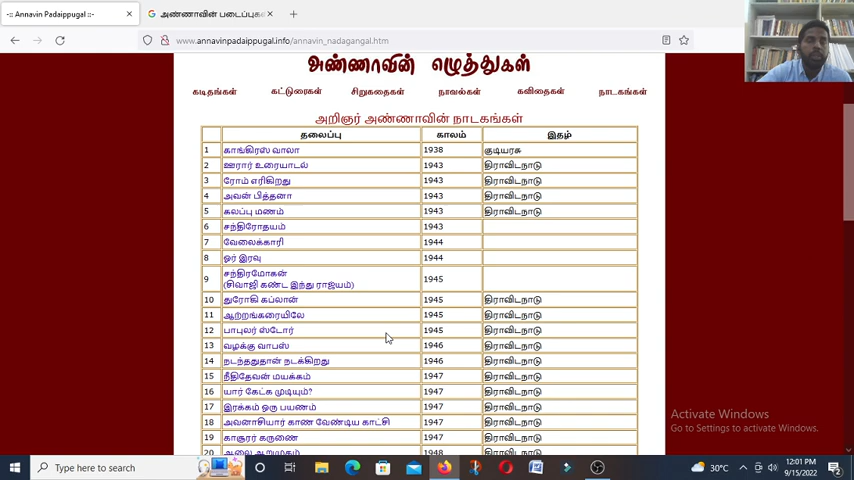 -:: Annavin Padaippugal ::-
அண்ணாவின் படைப்புக
www.annavinpadaippugal.info/annavin_nadagangal.htm
அண்ணாவின் எழுத்துகள்
கடிதங்கள் கட்டுரைகள் சிறுகதைகள் நாவல்கள் கவிதைகள் நாடகங்கள்
அறிஞர் அண்ணாவின் நாடகங்கள்
தலைப்பு காலம் இதழ்
1 காங்கிரஸ் வாலா 1938 குடியரசு
2 ஊரார் உரையாடல் 1943 திராவிடநாடு
3 ரோம் எரிகிறது 1943 திராவிடநாடு
4 அவன் பித்தனா 1943 திராவிடநாடு
5 கலப்பு மணம் 1943 திராவிடநாடு
6 சந்திரோதயம் 1943
7 வேலைக்காரி 1944
8 ஓர் இரவு 1944
9 சந்திரமோகன் 1945
(சிவாஜி கண்ட இந்து ராஜ்யம்)
10 துரோகி கப்லான் 1945 திராவிடநாடு
11 ஆற்றங்கரையிலே 1945 திராவிடநாடு
12 பாபுலர் ஸ்டோர் 1945 திராவிடநாடு
13 வழக்கு வாபஸ் 1946 திராவிடநாடு
14 நடந்ததுதான் நடக்கிறது 1946 திராவிடநாடு
15 நீதிதேவன் மயக்கம் 1947 திராவிடநாடு
16 யார் கேட்க முடியும்? 1947 திராவிடநாடு
17 இரக்கம் ஒரு பயணம் 1947 திராவிடநாடு
18 அவனாசியார் காண வேண்டிய காட்சி 1947 திராவிடநாடு
19 காசூரர் கருணை 1947 திராவிடநாடு
20 ஆலை ஆறுமுகம் 1948 திராவிடநாடு
Activate Windows
Go to Settings to activate Windows.
Type here to search
30°C
12:01 PM
9/15/2022